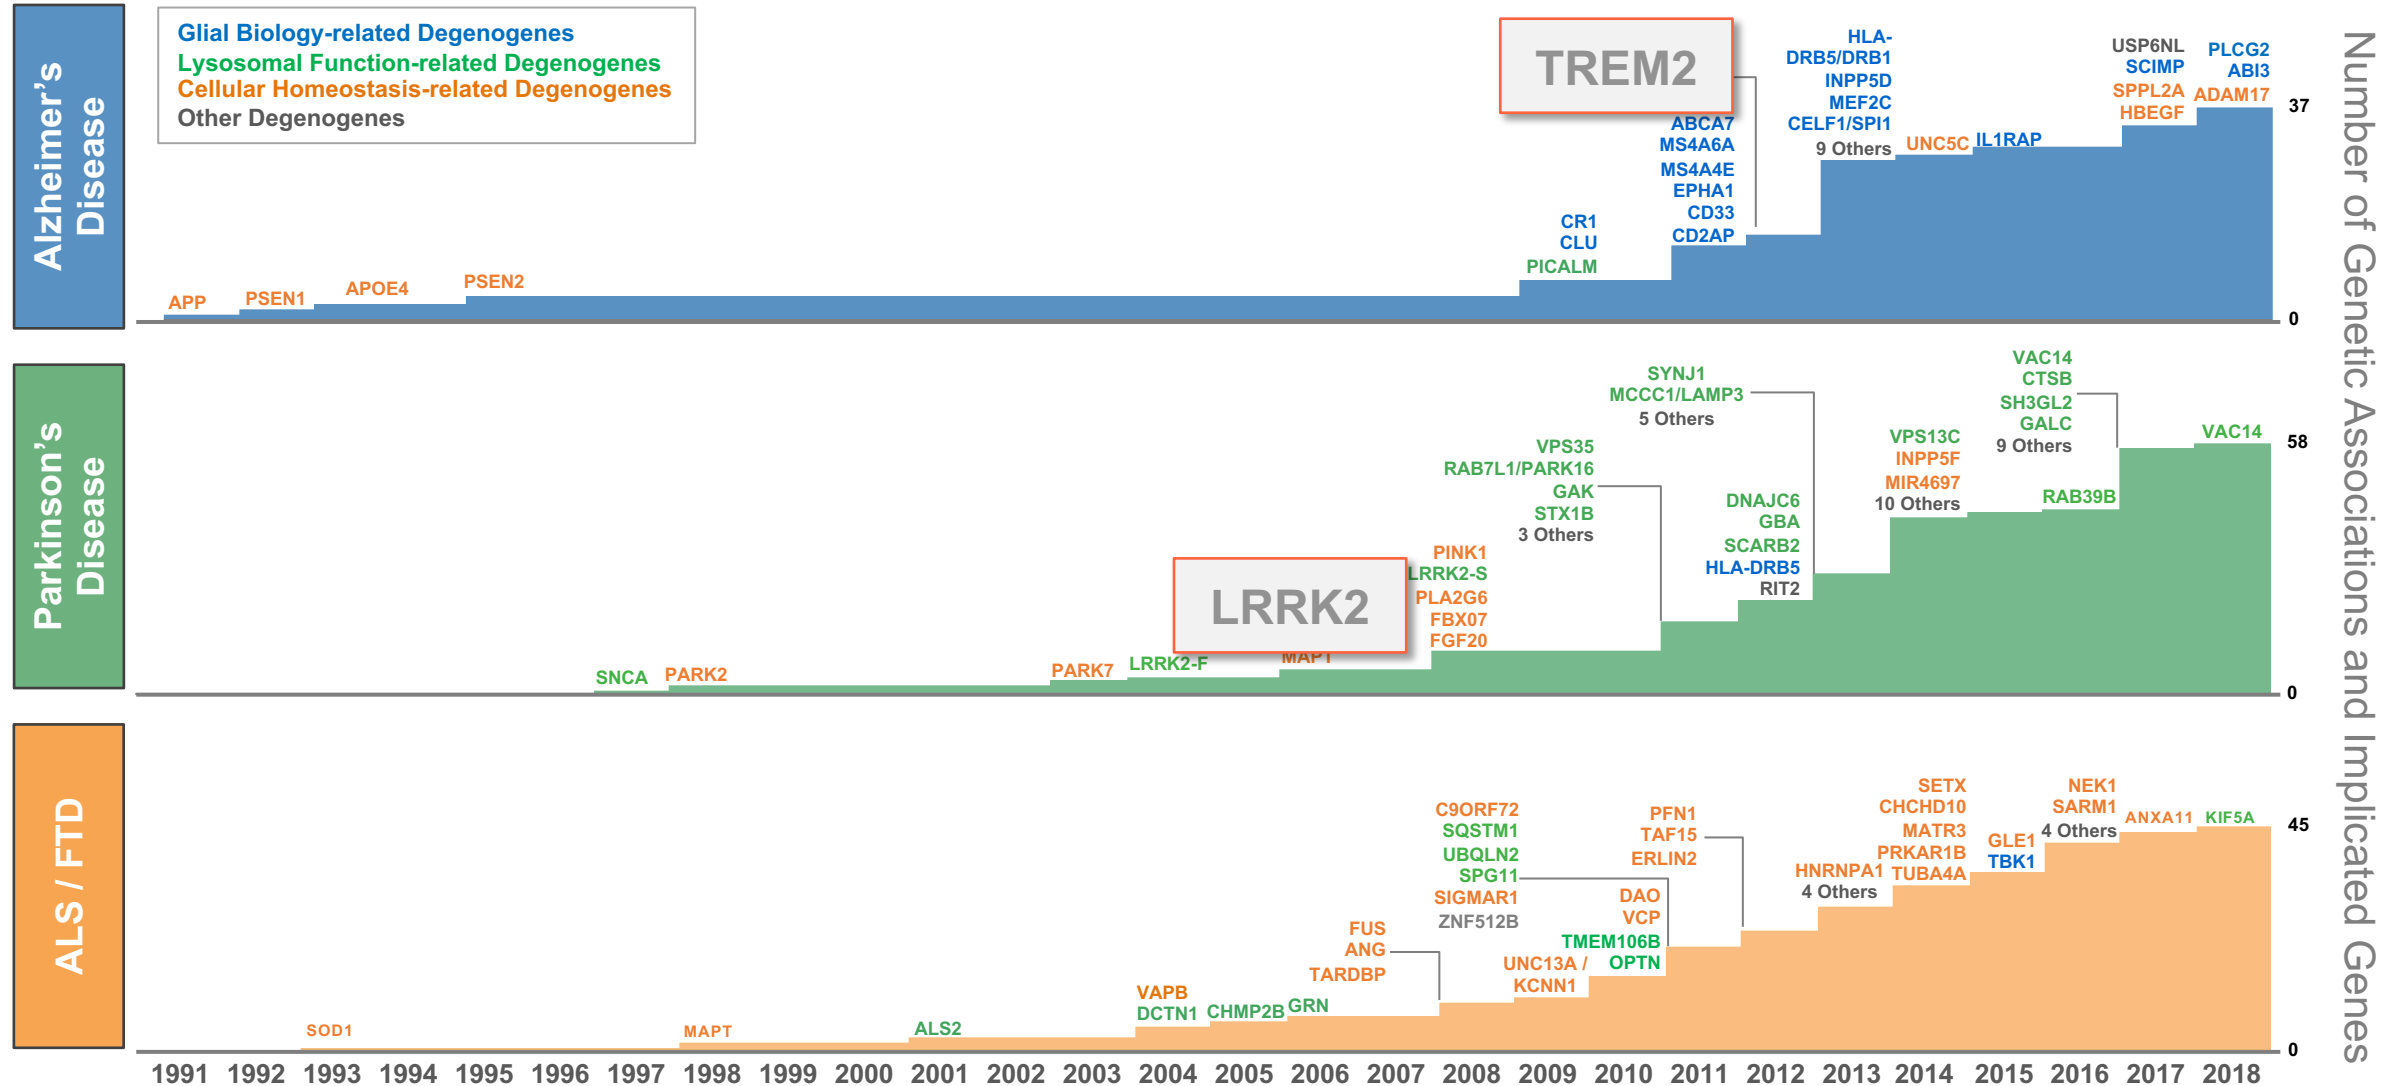 Alzheimer's
Disease
Glial Biology-related Degenogenes
Lysosomal Function-related Degenogenes
Cellular Homeostasis-related Degenogenes
Other Degenogenes
APP
PSEN1
APOE4
PSEN2
CR1
CLU
PICALM
TREM2
ABCA7
MS4A6A
MS4A4E
EPHA1
CD33
CD2AP
HLA-
DRB5/DRB1
INPP5D
MEF2C
CELF1/SPI1
9 Others
UNC5C
IL1RAP
USP6NL
SCIMP
SPPL2A
HBEGF
PLCG2
ABI3
ADAM17
37
0
Parkinson's
Disease
SNCA
PARK2
PARK7
LRRK2-F
LRRK2
MAPT
PINK1
LRRK2-S
PLA2G6
FBX07
FGF20
VPS35
RAB7L1/PARK16
GAK
STX1B
3 Others
SYNJ1
MCCC1/LAMP3
5 Others
DNAJC6
GBA
SCARB2
HLA-DRB5
RIT2
VPS13C
INPP5F
MIR4697
10 Others
VAC14
CTSB
SH3GL2
GALC
9 Others
RAB39B
VAC14
58
0
ALS / FTD
SOD1
MAPT
ALS2
VAPB
DCTN1
CHMP2B
GRN
FUS
ANG
TARDBP
C9ORF72
SQSTM1
UBQLN2
SPG11
SIGMAR1
ZNF512B
UNC13A /
KCNN1
DAO
VCP
TMEM106B
OPTN
PFN1
TAF15
ERLIN2
HNRNPA1
4 Others
SETX
CHCHD10
MATR3
PRKAR1B
TUBA4A
GLE1
TBK1
NEK1
SARM1
4 Others
ANXA11
KIF5A
45
0
1991 1992 1993 1994 1995 1996 1997 1998 1999 2000 2001 2002 2003 2004 2005 2006 2007 2008 2009 2010 2011 2012 2013 2014 2015 2016 2017 2018
Number of Genetic Associations and Implicated Genes